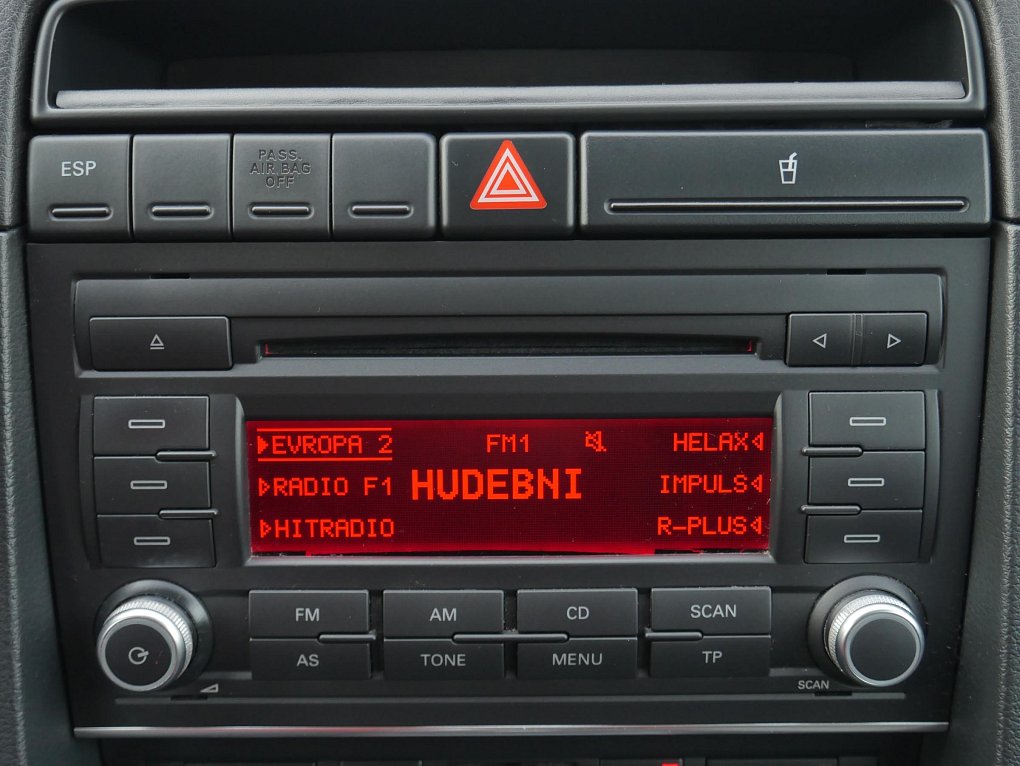 ESP
PASS.
AIR BAG
OFF
EVROPA 2 FM1 HELAX
RADIO F1 HUDEBNI IMPULS
HITRADIO R-PLUS
FM AM CD SCAN
AS TONE MENU TP
SCAN